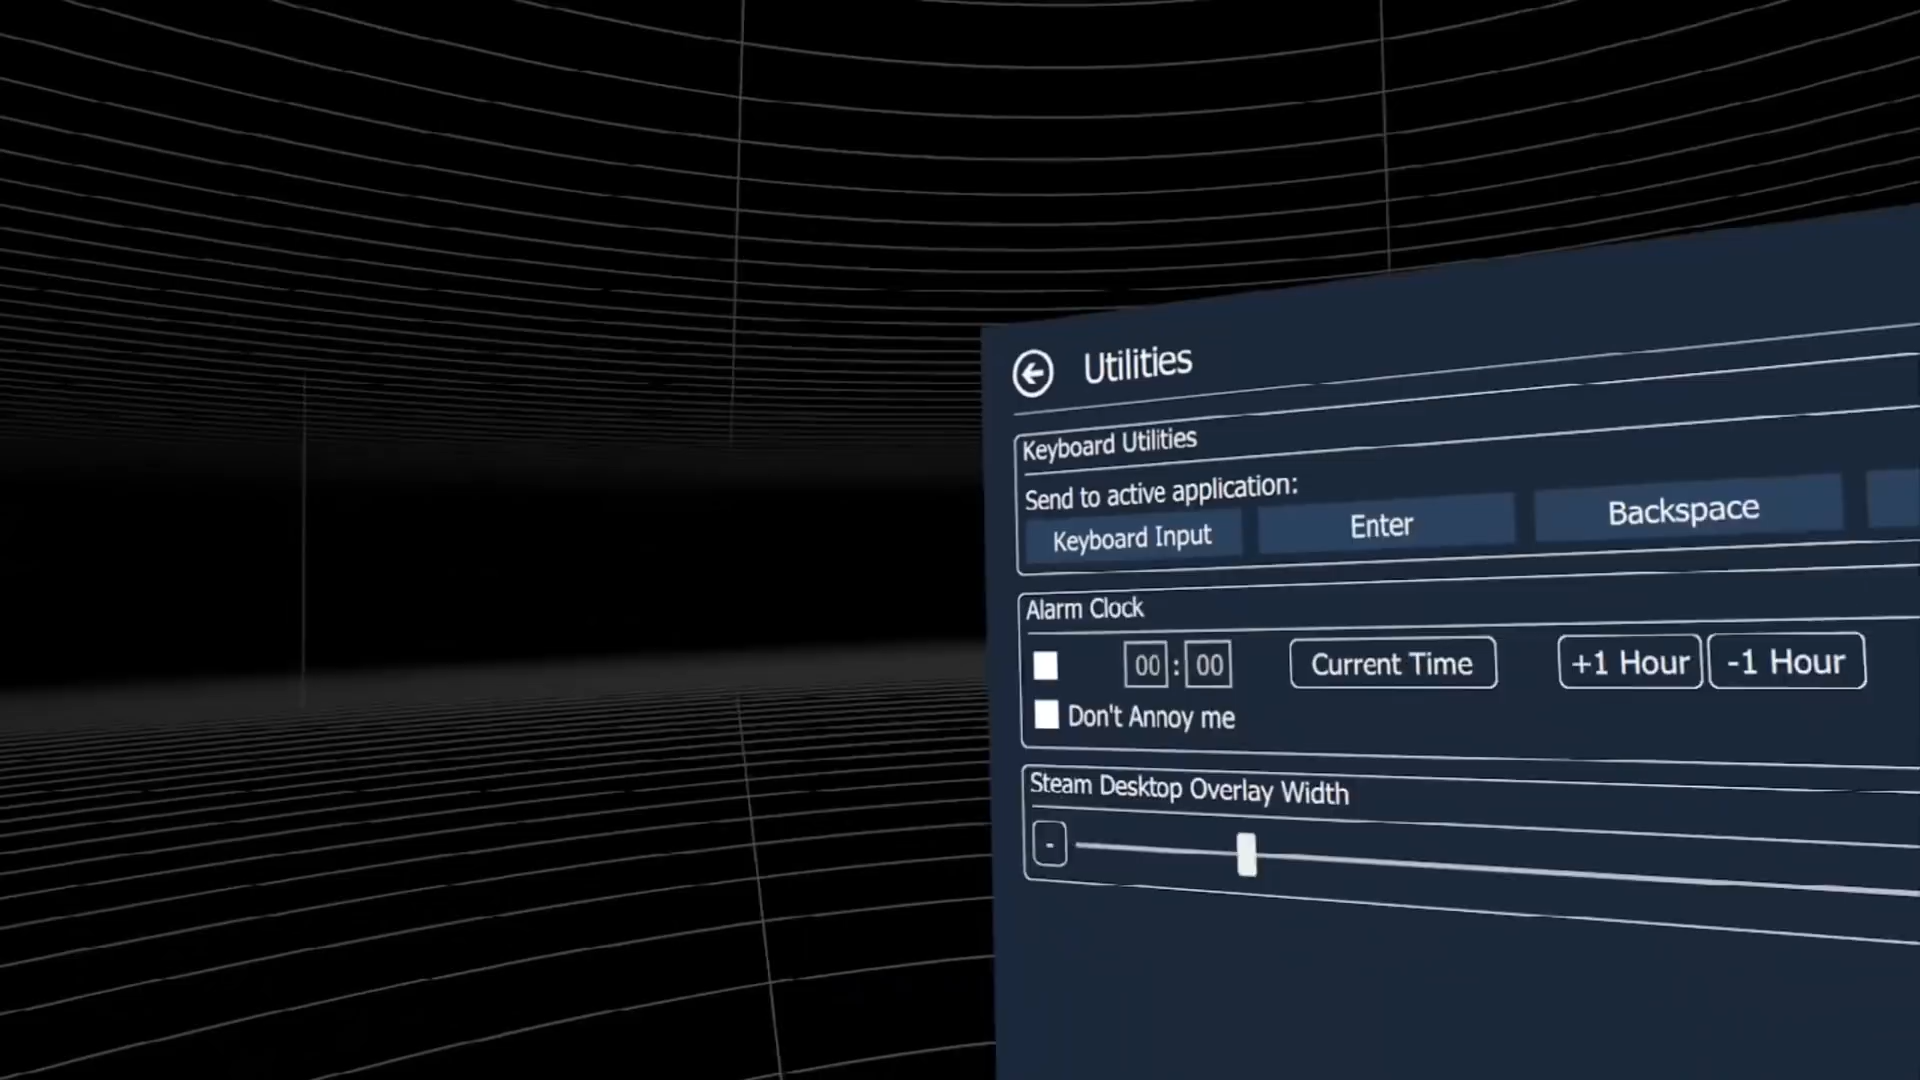 Utilities
Keyboard Utilities
Send to active application:
Keyboard Input Enter Backspace
Alarm Clock
00 : 00 Current Time +1 Hour -1 Hour
Don't Annoy me
Steam Desktop Overlay Width
-